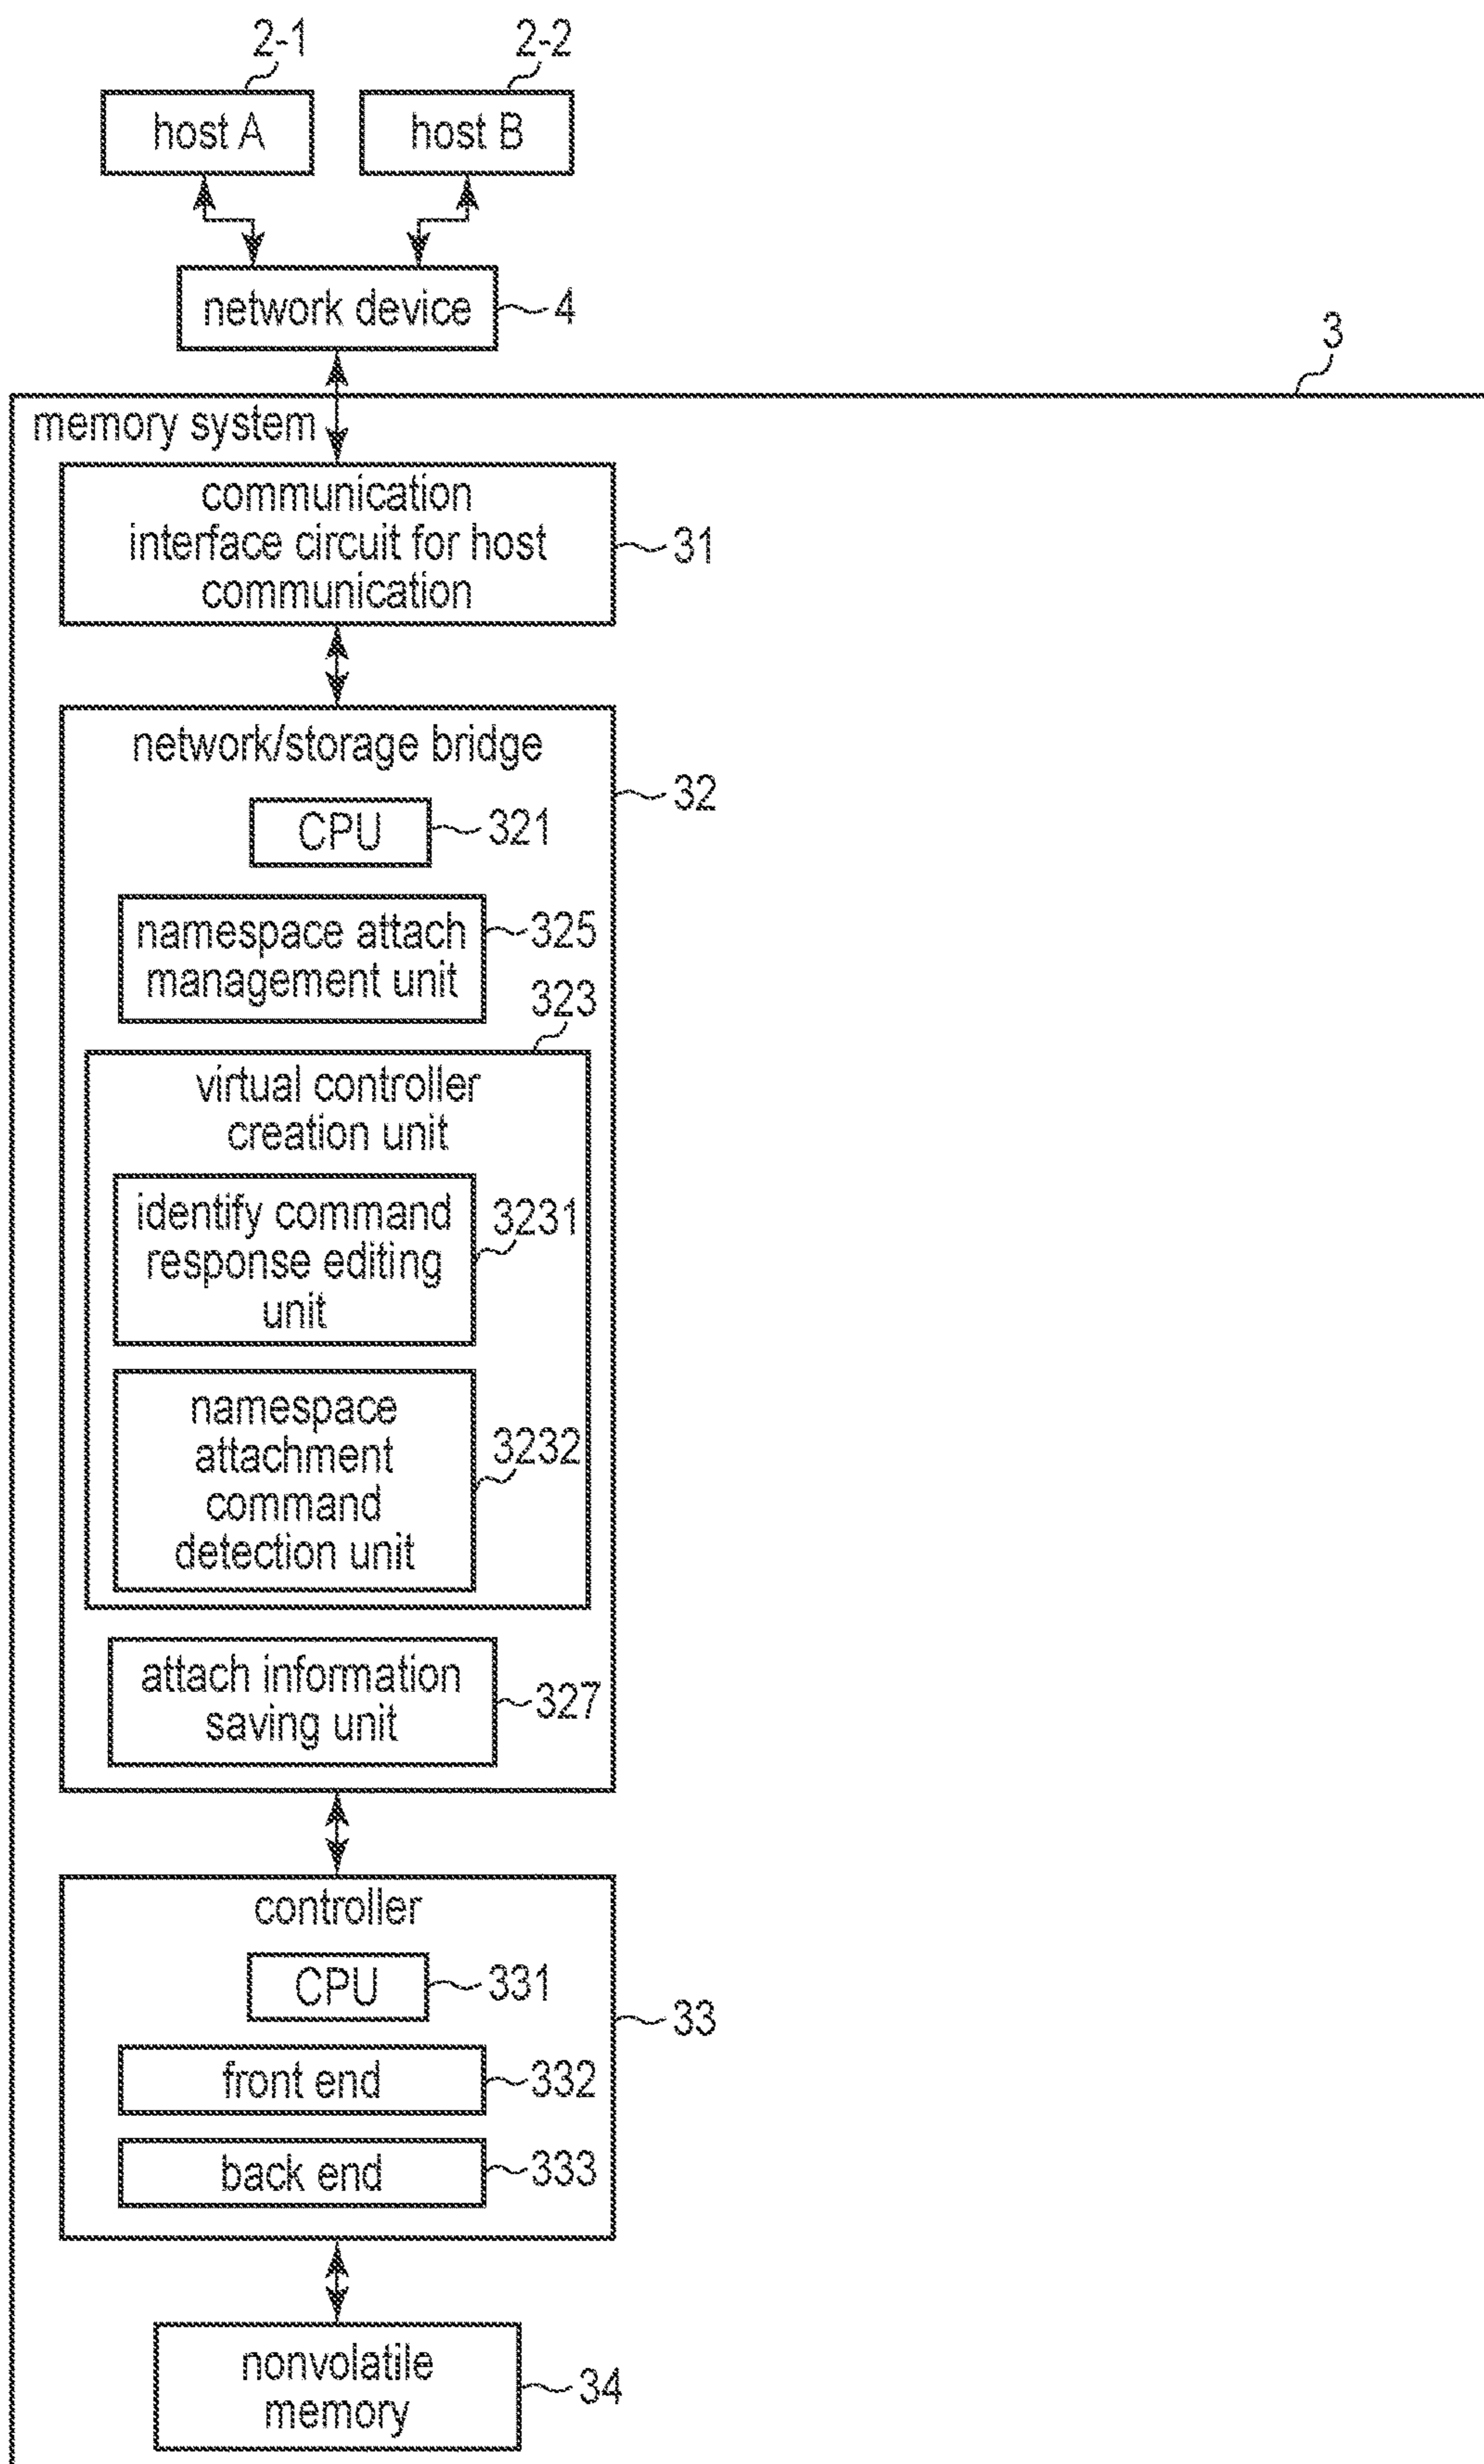 2-1
2-2
host A
host B
network device
4
3
memory system
communication
interface circuit for host
communication
31
network/storage bridge
32
CPU
321
namespace attach
management unit
325
323
virtual controller
creation unit
identify command
response editing
unit
3231
namespace
attachment
command
detection unit
3232
attach information
saving unit
327
controller
CPU
331
33
front end
332
back end
333
nonvolatile
memory
34